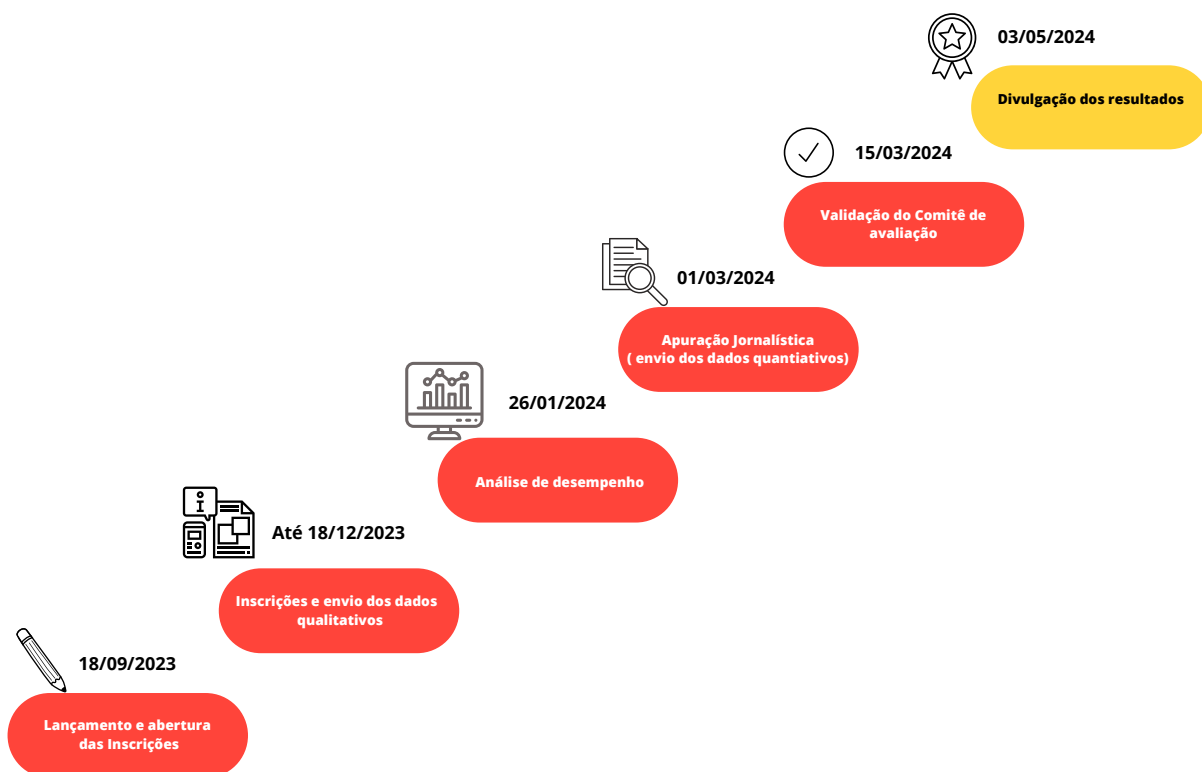 03/05/2024
Divulgação dos resultados
15/03/2024
Validação do Comitê de
avaliação
01/03/2024
Apuração Jornalística
( envio dos dados quantiativos)
26/01/2024
Análise de desempenho
Até 18/12/2023
Inscrições e envio dos dados
qualitativos
18/09/2023
Lançamento e abertura
das Inscrições